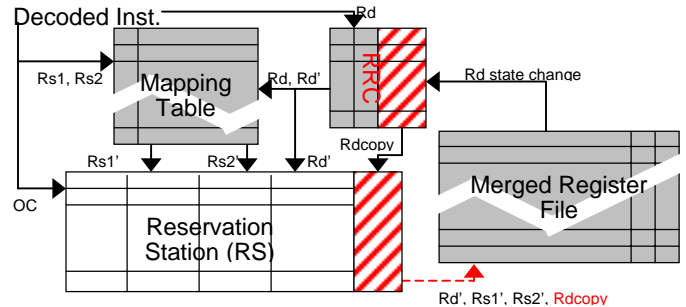 Decoded Inst.
Rd
Rs1, Rs2
Mapping
Table
Rd, Rd'
RRC
Rd state change
Rdcopy
Rs1'
Rs2'
Rd'
OC
Reservation
Station (RS)
Merged Register
File
Rd', Rs1', Rs2', Rdcopy